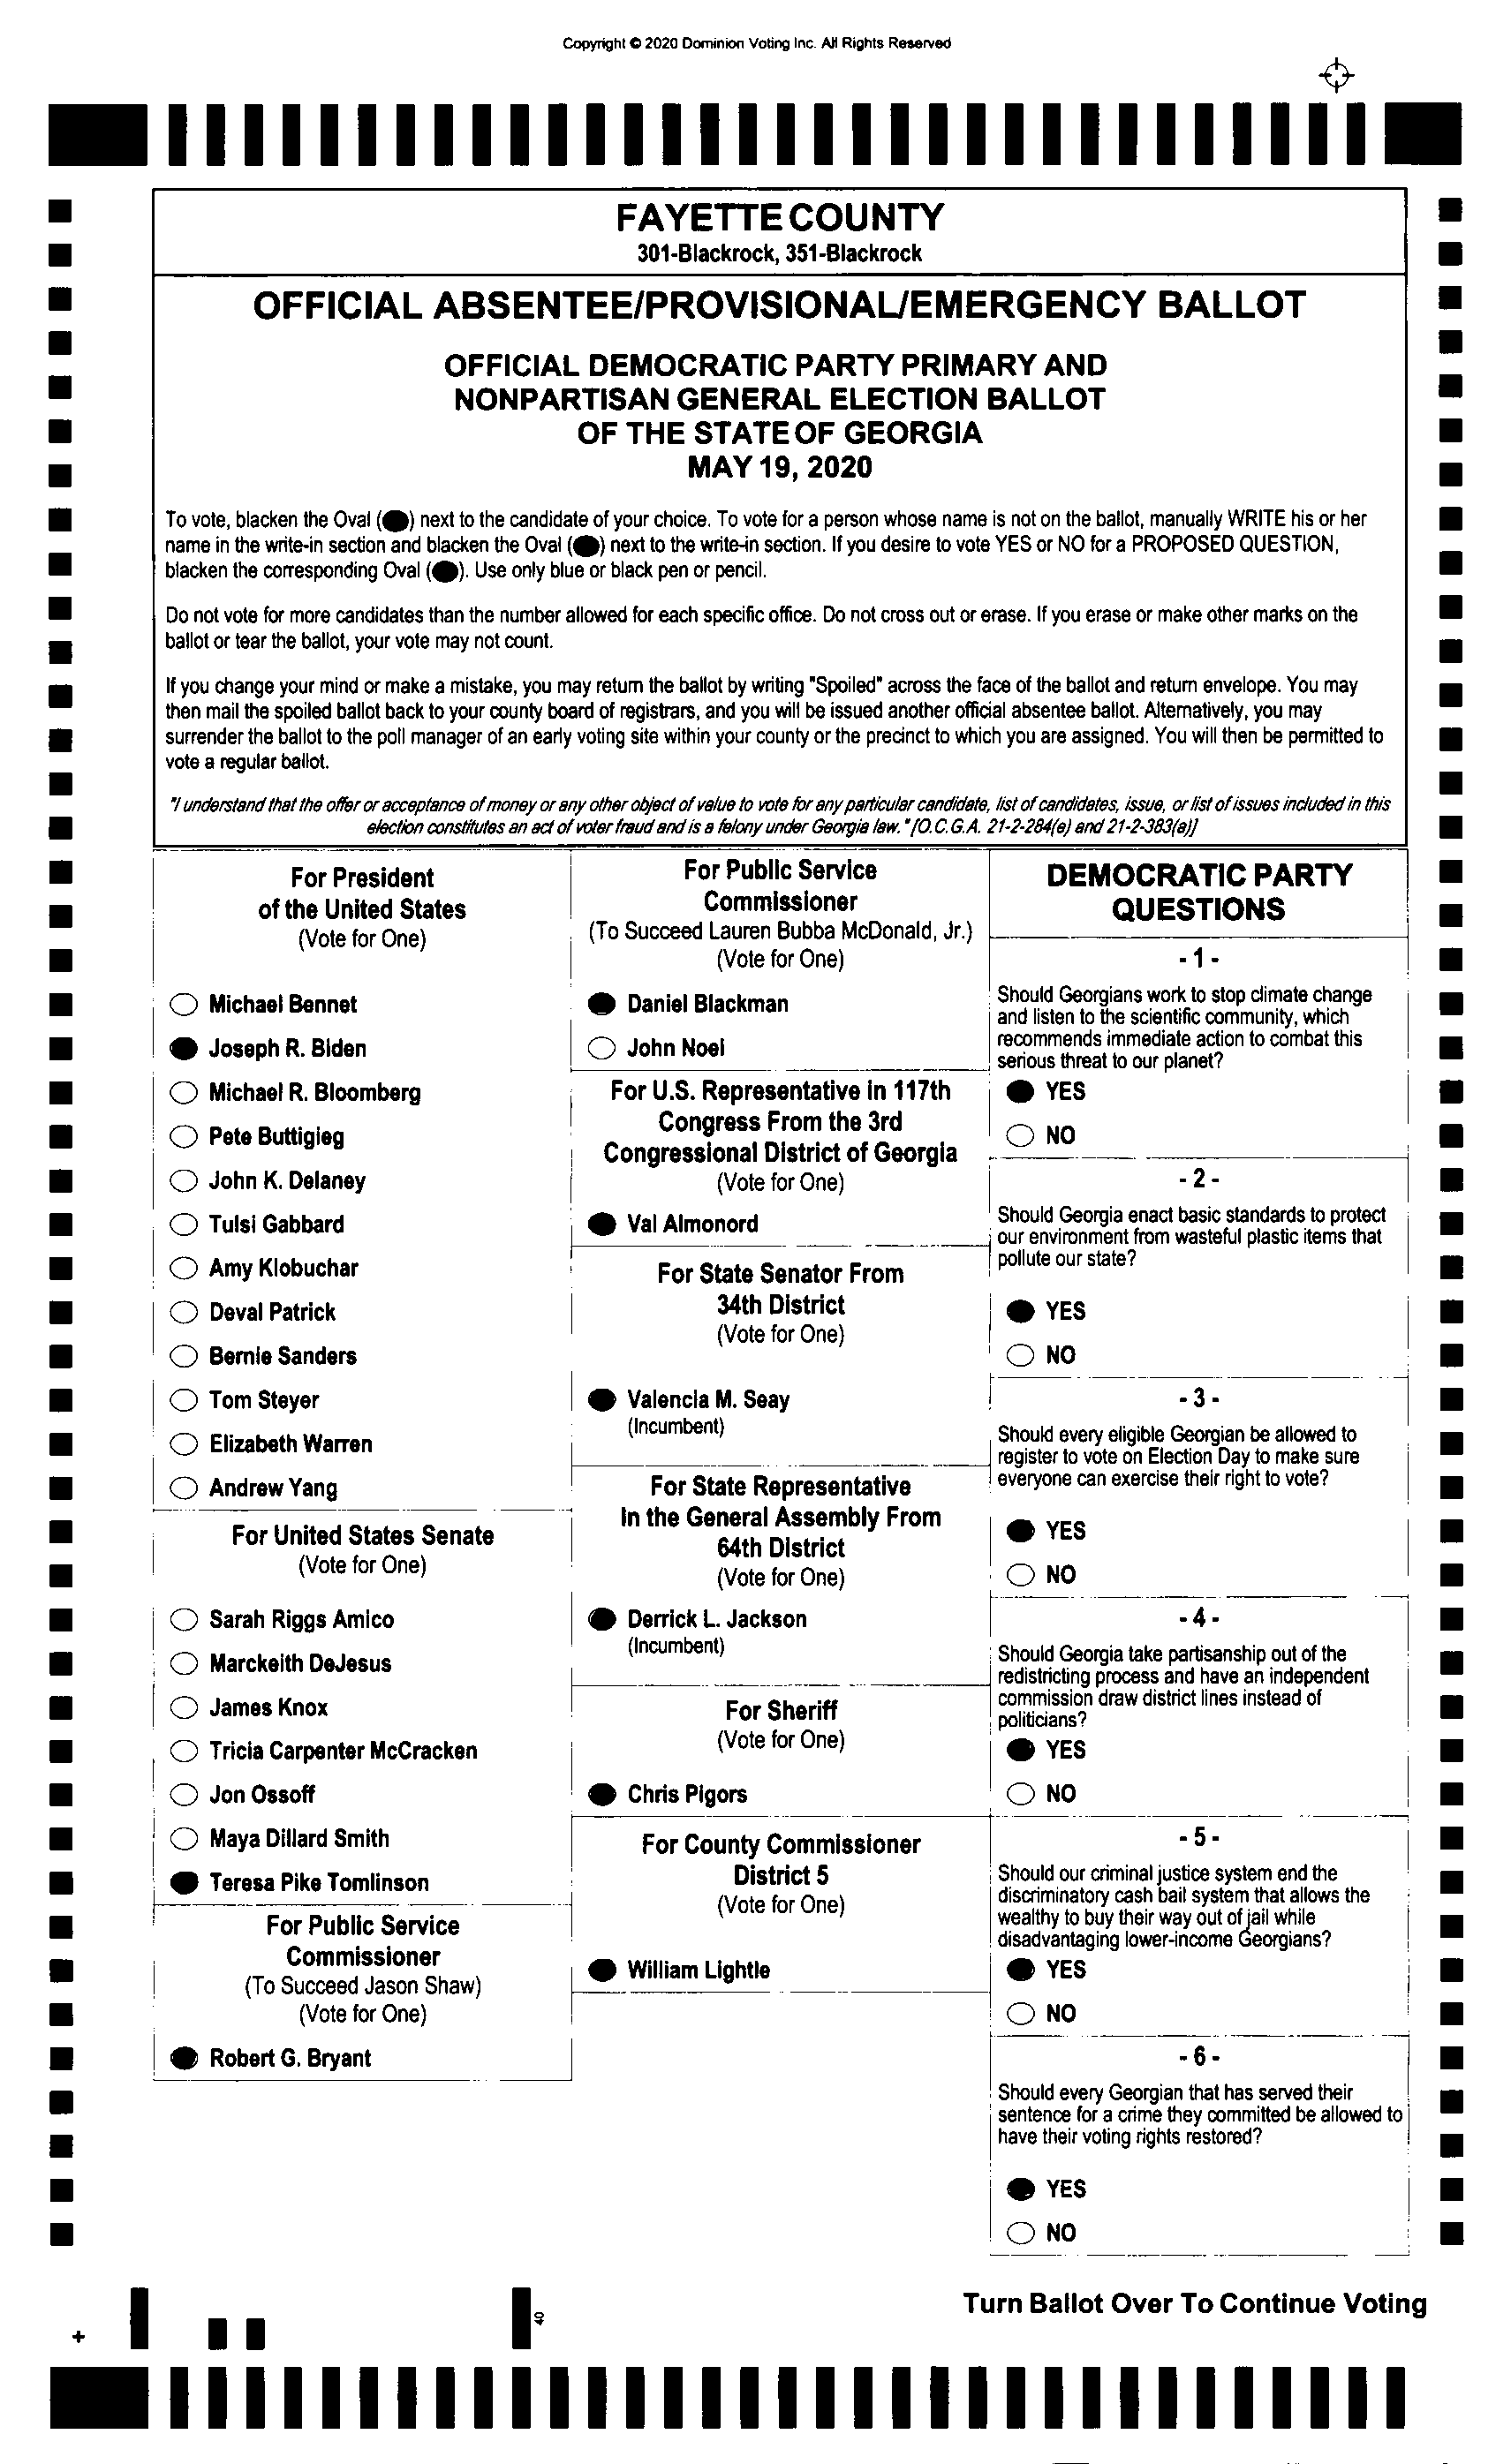 Copyright © 2020 Dominion Voting Inc. All Rights Reserved
FAYETTE COUNTY
301-Blackrock, 351-Blackrock
OFFICIAL ABSENTEE/PROVISIONAL/EMERGENCY BALLOT
OFFICIAL DEMOCRATIC PARTY PRIMARY AND
NONPARTISAN GENERAL ELECTION BALLOT
OF THE STATE OF GEORGIA
MAY 19, 2020
To vote, blacken the Oval (●) next to the candidate of your choice. To vote for a person whose name is not on the ballot, manually WRITE his or her
name in the write-in section and blacken the Oval (●) next to the write-in section. If you desire to vote YES or NO for a PROPOSED QUESTION,
blacken the corresponding Oval (●). Use only blue or black pen or pencil.
Do not vote for more candidates than the number allowed for each specific office. Do not cross out or erase. If you erase or make other marks on the
ballot or tear the ballot, your vote may not count.
If you change your mind or make a mistake, you may return the ballot by writing "Spoiled" across the face of the ballot and return envelope. You may
then mail the spoiled ballot back to your county board of registrars, and you will be issued another official absentee ballot. Alternatively, you may
surrender the ballot to the poll manager of an early voting site within your county or the precinct to which you are assigned. You will then be permitted to
vote a regular ballot.
"I understand that the offer or acceptance of money or any other object of value to vote for any particular candidate, list of candidates, issue, or list of issues included in this
election constitutes an act of voter fraud and is a felony under Georgia law." [O.C.G.A. 21-2-284(e) and 21-2-383(a)]
For President
of the United States
(Vote for One)
Michael Bennet
Joseph R. Biden
Michael R. Bloomberg
Pete Buttigieg
John K. Delaney
Tulsi Gabbard
Amy Klobuchar
Deval Patrick
Bernie Sanders
Tom Steyer
Elizabeth Warren
Andrew Yang
For United States Senate
(Vote for One)
Sarah Riggs Amico
Marckeith DeJesus
James Knox
Tricia Carpenter McCracken
Jon Ossoff
Maya Dillard Smith
Teresa Pike Tomlinson
For Public Service
Commissioner
(To Succeed Jason Shaw)
(Vote for One)
Robert G. Bryant
For Public Service
Commissioner
(To Succeed Lauren Bubba McDonald, Jr.)
(Vote for One)
Daniel Blackman
John Noel
For U.S. Representative in 117th
Congress From the 3rd
Congressional District of Georgia
(Vote for One)
Val Almonord
For State Senator From
34th District
(Vote for One)
Valencia M. Seay
(Incumbent)
For State Representative
In the General Assembly From
64th District
(Vote for One)
Derrick L. Jackson
(Incumbent)
For Sheriff
(Vote for One)
Chris Pigors
For County Commissioner
District 5
(Vote for One)
William Lightle
DEMOCRATIC PARTY
QUESTIONS
- 1 -
Should Georgians work to stop climate change
and listen to the scientific community, which
recommends immediate action to combat this
serious threat to our planet?
YES
NO
- 2 -
Should Georgia enact basic standards to protect
our environment from wasteful plastic items that
pollute our state?
YES
NO
- 3 -
Should every eligible Georgian be allowed to
register to vote on Election Day to make sure
everyone can exercise their right to vote?
YES
NO
- 4 -
Should Georgia take partisanship out of the
redistricting process and have an independent
commission draw district lines instead of
politicians?
YES
NO
- 5 -
Should our criminal justice system end the
discriminatory cash bail system that allows the
wealthy to buy their way out of jail while
disadvantaging lower-income Georgians?
YES
NO
- 6 -
Should every Georgian that has served their
sentence for a crime they committed be allowed to
have their voting rights restored?
YES
NO
Turn Ballot Over To Continue Voting